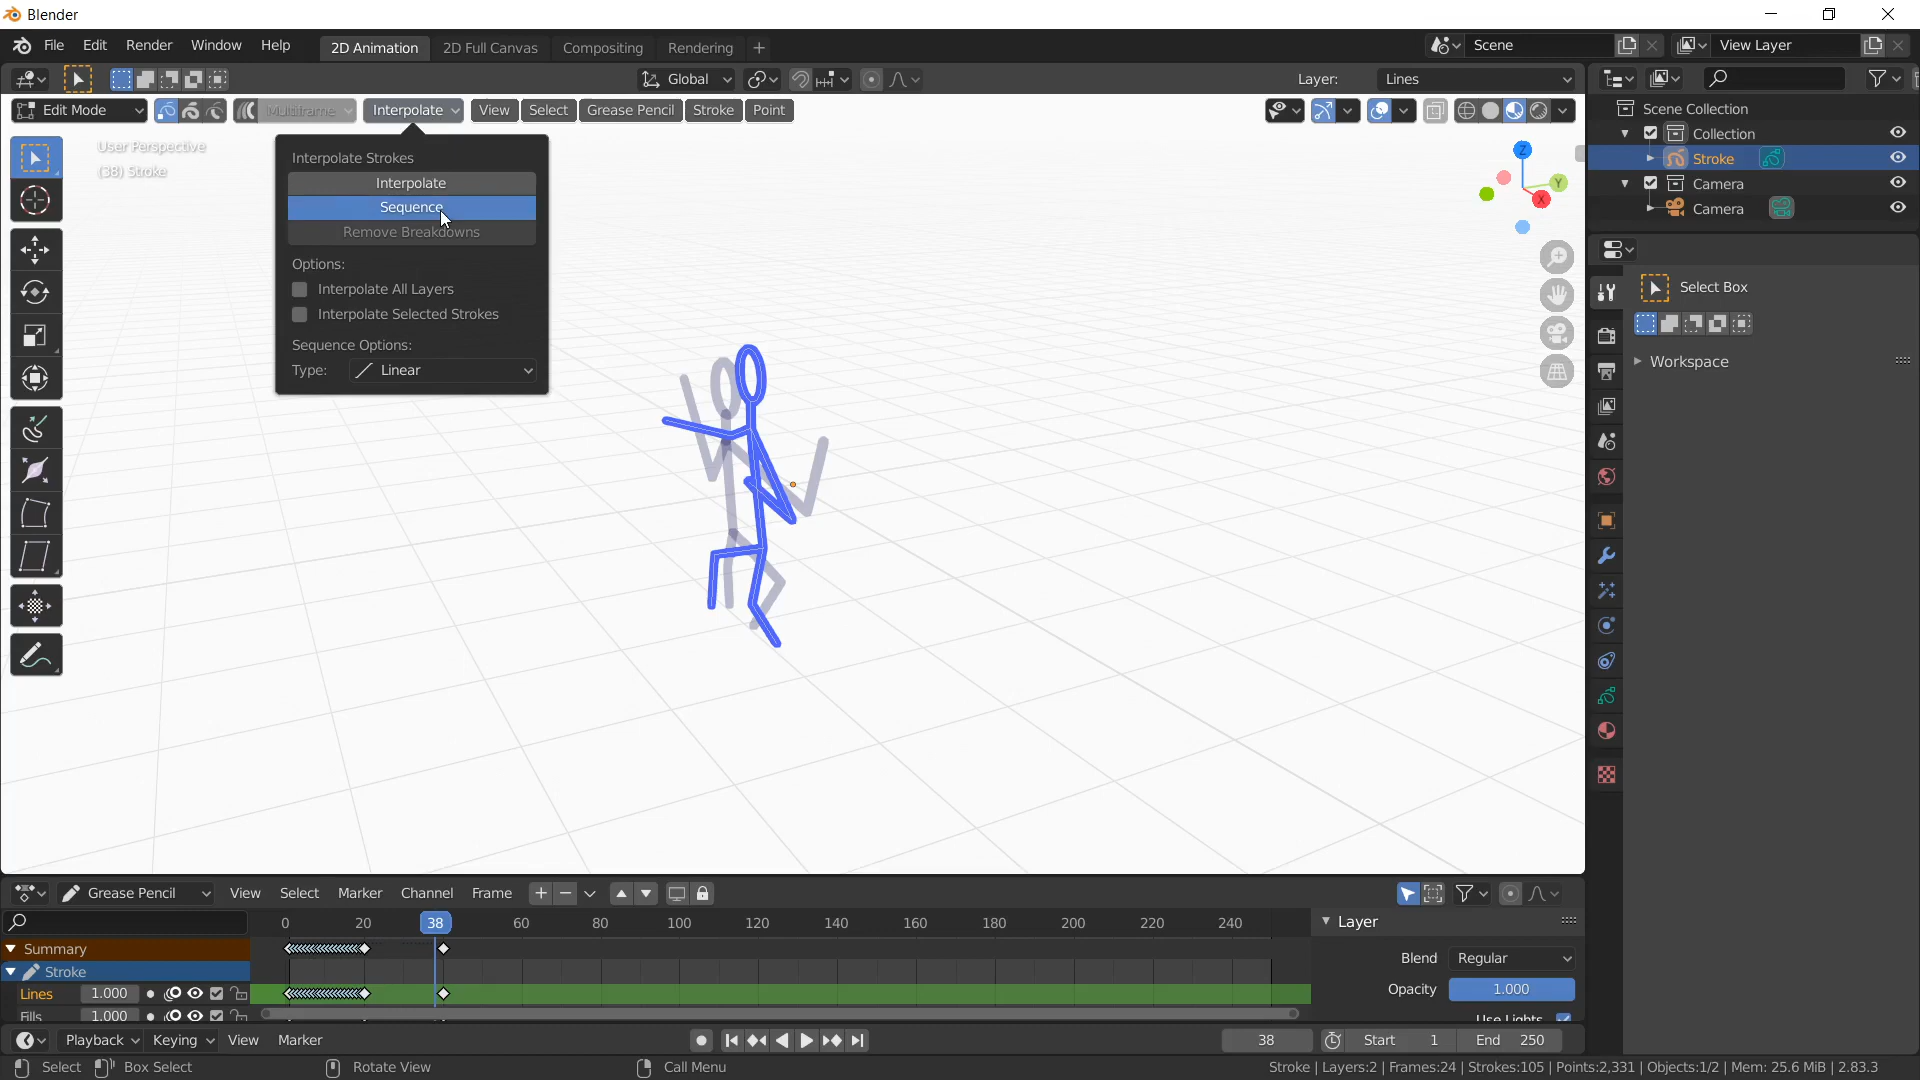 Blender
File Edit Render Window Help 2D Animation 2D Full Canvas Compositing Rendering + Scene View Layer
Global Layer: Lines
Edit Mode Multiframe Interpolate View Select Grease Pencil Stroke Point
Scene Collection
Collection
Stroke
Camera
Camera
User Perspective
(38) Stroke
Interpolate Strokes
Interpolate
Sequence
Remove Breakdowns
Options:
Interpolate All Layers
Interpolate Selected Strokes
Sequence Options:
Type: Linear
Z
Y
X
Select Box
Workspace
Grease Pencil View Select Marker Channel Frame
0 20 38 60 80 100 120 140 160 180 200 220 240
Summary
Stroke
Lines 1.000
Fills 1.000
Layer
Blend Regular
Opacity 1.000
Use Lights
Playback Keying View Marker 38 Start 1 End 250
Select Box Select Rotate View Call Menu Stroke | Layers:2 | Frames:24 | Strokes:105 | Points:2,331 | Objects:1/2 | Mem: 25.6 MiB | 2.83.3